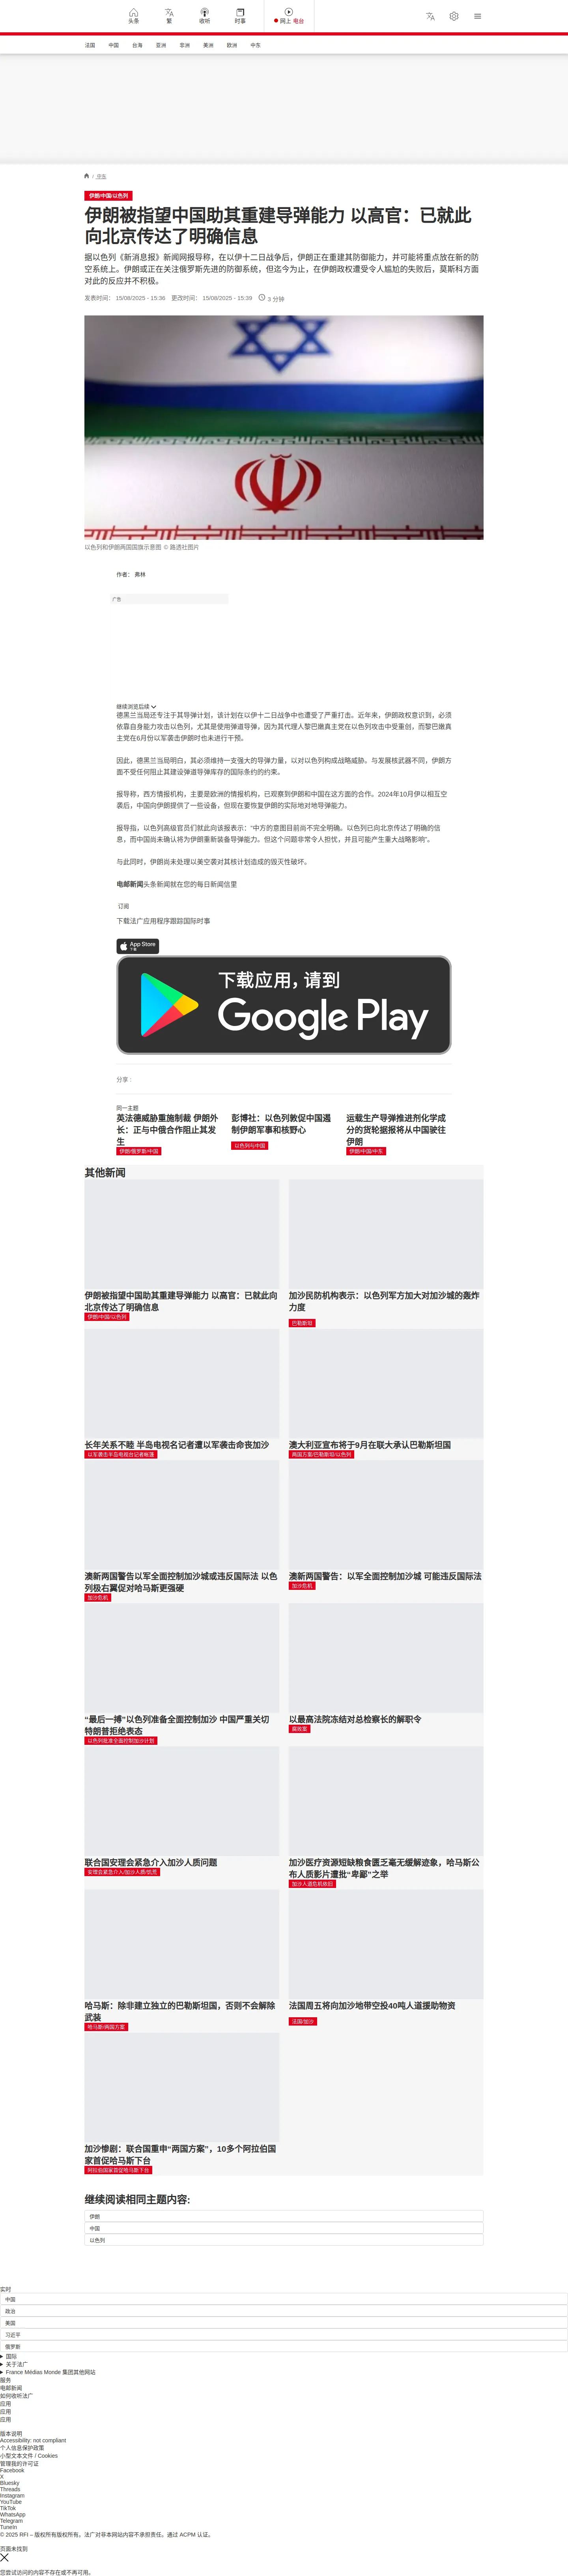 头条
繁
收听
时事
网上 电台
法国
中国
台海
亚洲
非洲
美洲
欧洲
中东
/ 中东
伊朗/中国/以色列
伊朗被指望中国助其重建导弹能力 以高官：已就此
向北京传达了明确信息
据以色列《新消息报》新闻网报导称，在以伊十二日战争后，伊朗正在重建其防御能力，并可能将重点放在新的防
空系统上。伊朗或正在关注俄罗斯先进的防御系统，但迄今为止，在伊朗政权遭受令人尴尬的失败后，莫斯科方面
对此的反应并不积极。
发表时间： 15/08/2025 - 15:36 更改时间： 15/08/2025 - 15:39 3 分钟
以色列和伊朗两国国旗示意图 © 路透社图片
作者： 弗林
广告
继续浏览后续
德黑兰当局还专注于其导弹计划，该计划在以伊十二日战争中也遭受了严重打击。近年来，伊朗政权意识到，必须
依靠自身能力攻击以色列，尤其是使用弹道导弹，因为其代理人黎巴嫩真主党在以色列攻击中受重创，而黎巴嫩真
主党在6月份以军袭击伊朗时也未进行干预。
因此，德黑兰当局明白，其必须维持一支强大的导弹力量，以对以色列构成战略威胁。与发展核武器不同，伊朗方
面不受任何阻止其建设弹道导弹库存的国际条约的约束。
报导称，西方情报机构，主要是欧洲的情报机构，已观察到伊朗和中国在这方面的合作。2024年10月伊以相互空
袭后，中国向伊朗提供了一些设备，但现在要恢复伊朗的实际地对地导弹能力。
报导指，以色列高级官员们就此向该报表示：“中方的意图目前尚不完全明确。以色列已向北京传达了明确的信
息，而中国尚未确认将为伊朗重新装备导弹能力。但这个问题非常令人担忧，并且可能产生重大战略影响”。
与此同时，伊朗尚未处理以美空袭对其核计划造成的毁灭性破坏。
电邮新闻头条新闻就在您的每日新闻信里
订阅
下载法广应用程序跟踪国际时事
App Store
下载
下载应用，请到
Google Play
分享 :
同一主题
英法德威胁重施制裁 伊朗外
长：正与中俄合作阻止其发
生
伊朗/俄罗斯/中国
彭博社：以色列敦促中国遏
制伊朗军事和核野心
以色列与中国
运载生产导弹推进剂化学成
分的货轮据报将从中国驶往
伊朗
伊朗/中国/中东
其他新闻
伊朗被指望中国助其重建导弹能力 以高官：已就此向
北京传达了明确信息
伊朗/中国/以色列
加沙民防机构表示：以色列军方加大对加沙城的轰炸
力度
巴勒斯坦
长年关系不睦 半岛电视名记者遭以军袭击命丧加沙
以军袭击半岛电视台记者帐篷
澳大利亚宣布将于9月在联大承认巴勒斯坦国
两国方案/巴勒斯坦/以色列
澳新两国警告以军全面控制加沙城或违反国际法 以色
列极右翼促对哈马斯更强硬
加沙危机
澳新两国警告：以军全面控制加沙城 可能违反国际法
加沙危机
“最后一搏”以色列准备全面控制加沙 中国严重关切
特朗普拒绝表态
以色列批准全面控制加沙计划
以最高法院冻结对总检察长的解职令
腐败案
联合国安理会紧急介入加沙人质问题
安理会紧急介入/加沙人质/饥荒
加沙医疗资源短缺粮食匮乏毫无缓解迹象，哈马斯公
布人质影片遭批“卑鄙”之举
加沙人道危机依旧
哈马斯：除非建立独立的巴勒斯坦国，否则不会解除
武装
哈马斯/两国方案
法国周五将向加沙地带空投40吨人道援助物资
法国/加沙
加沙惨剧：联合国重申“两国方案”，10多个阿拉伯国
家首促哈马斯下台
阿拉伯国家首促哈马斯下台
继续阅读相同主题内容:
伊朗
中国
以色列
实时
中国
政治
美国
习近平
俄罗斯
国际
关于法广
France Médias Monde 集团其他网站
服务
电邮新闻
如何收听法广
应用
应用
应用
版本说明
Accessibility: not compliant
个人信息保护政策
小型文本文件 / Cookies
管理我的许可证
Facebook
X
Bluesky
Threads
Instagram
YouTube
TikTok
WhatsApp
Telegram
TuneIn
© 2025 RFI – 版权所有版权所有。法广对非本网站内容不承担责任。通过 ACPM 认证。
页面未找到
您尝试访问的内容不存在或不再可用。